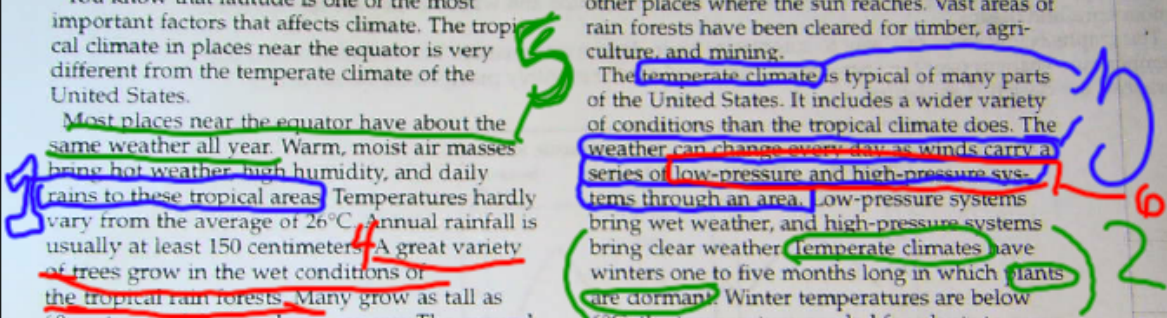 important factors that affects climate. The tropi-
cal climate in places near the equator is very
different from the temperate climate of the
United States.
Most places near the equator have about the
same weather all year. Warm, moist air masses
bring hot weather, high humidity, and daily
rains to these tropical areas. Temperatures hardly
vary from the average of 26°C. Annual rainfall is
usually at least 150 centimeters. A great variety
of trees grow in the wet conditions of
the tropical rain forests. Many grow as tall as
5
1
4
other places where the sun reaches. Vast areas of
rain forests have been cleared for timber, agri-
culture, and mining.
The temperate climate is typical of many parts
of the United States. It includes a wider variety
of conditions than the tropical climate does. The
weather can change every day as winds carry a
series of low-pressure and high-pressure sys-
tems through an area. Low-pressure systems
bring wet weather, and high-pressure systems
bring clear weather. Temperate climates have
winters one to five months long in which plants
are dormant. Winter temperatures are below
6
2